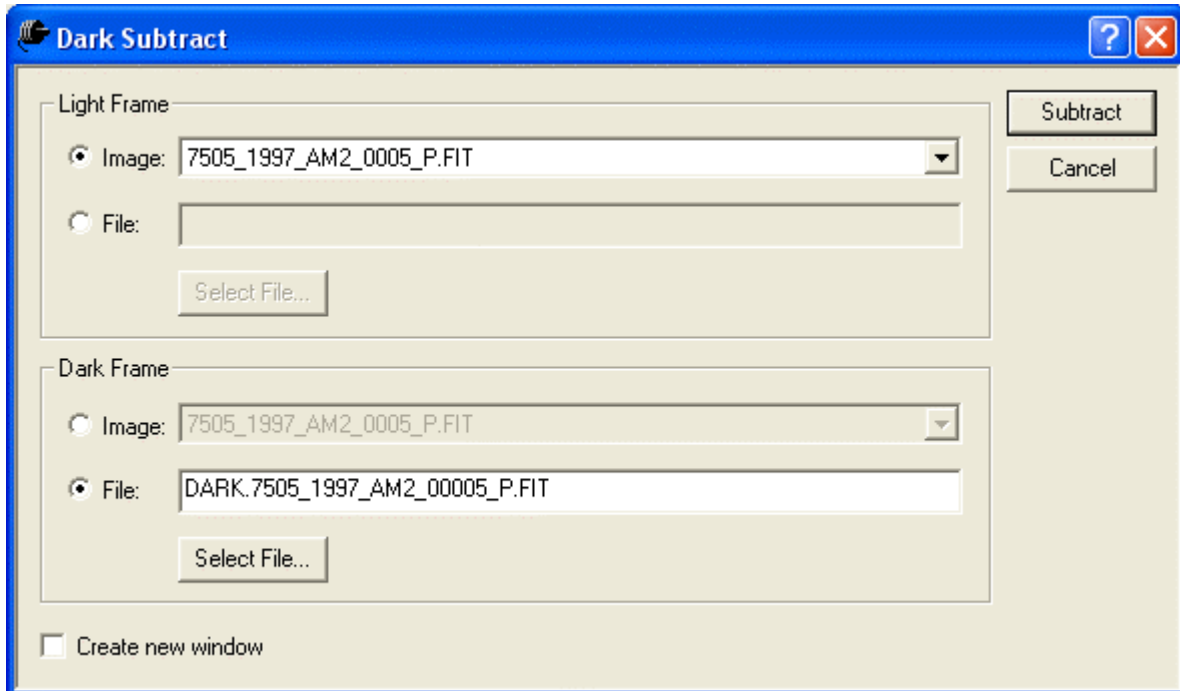 Dark Subtract
Light Frame
Image: 7505_1997_AM2_0005_P.FIT
File:
Select File...
Dark Frame
Image: 7505_1997_AM2_0005_P.FIT
File: DARK.7505_1997_AM2_00005_P.FIT
Select File...
Create new window
?
Subtract
Cancel